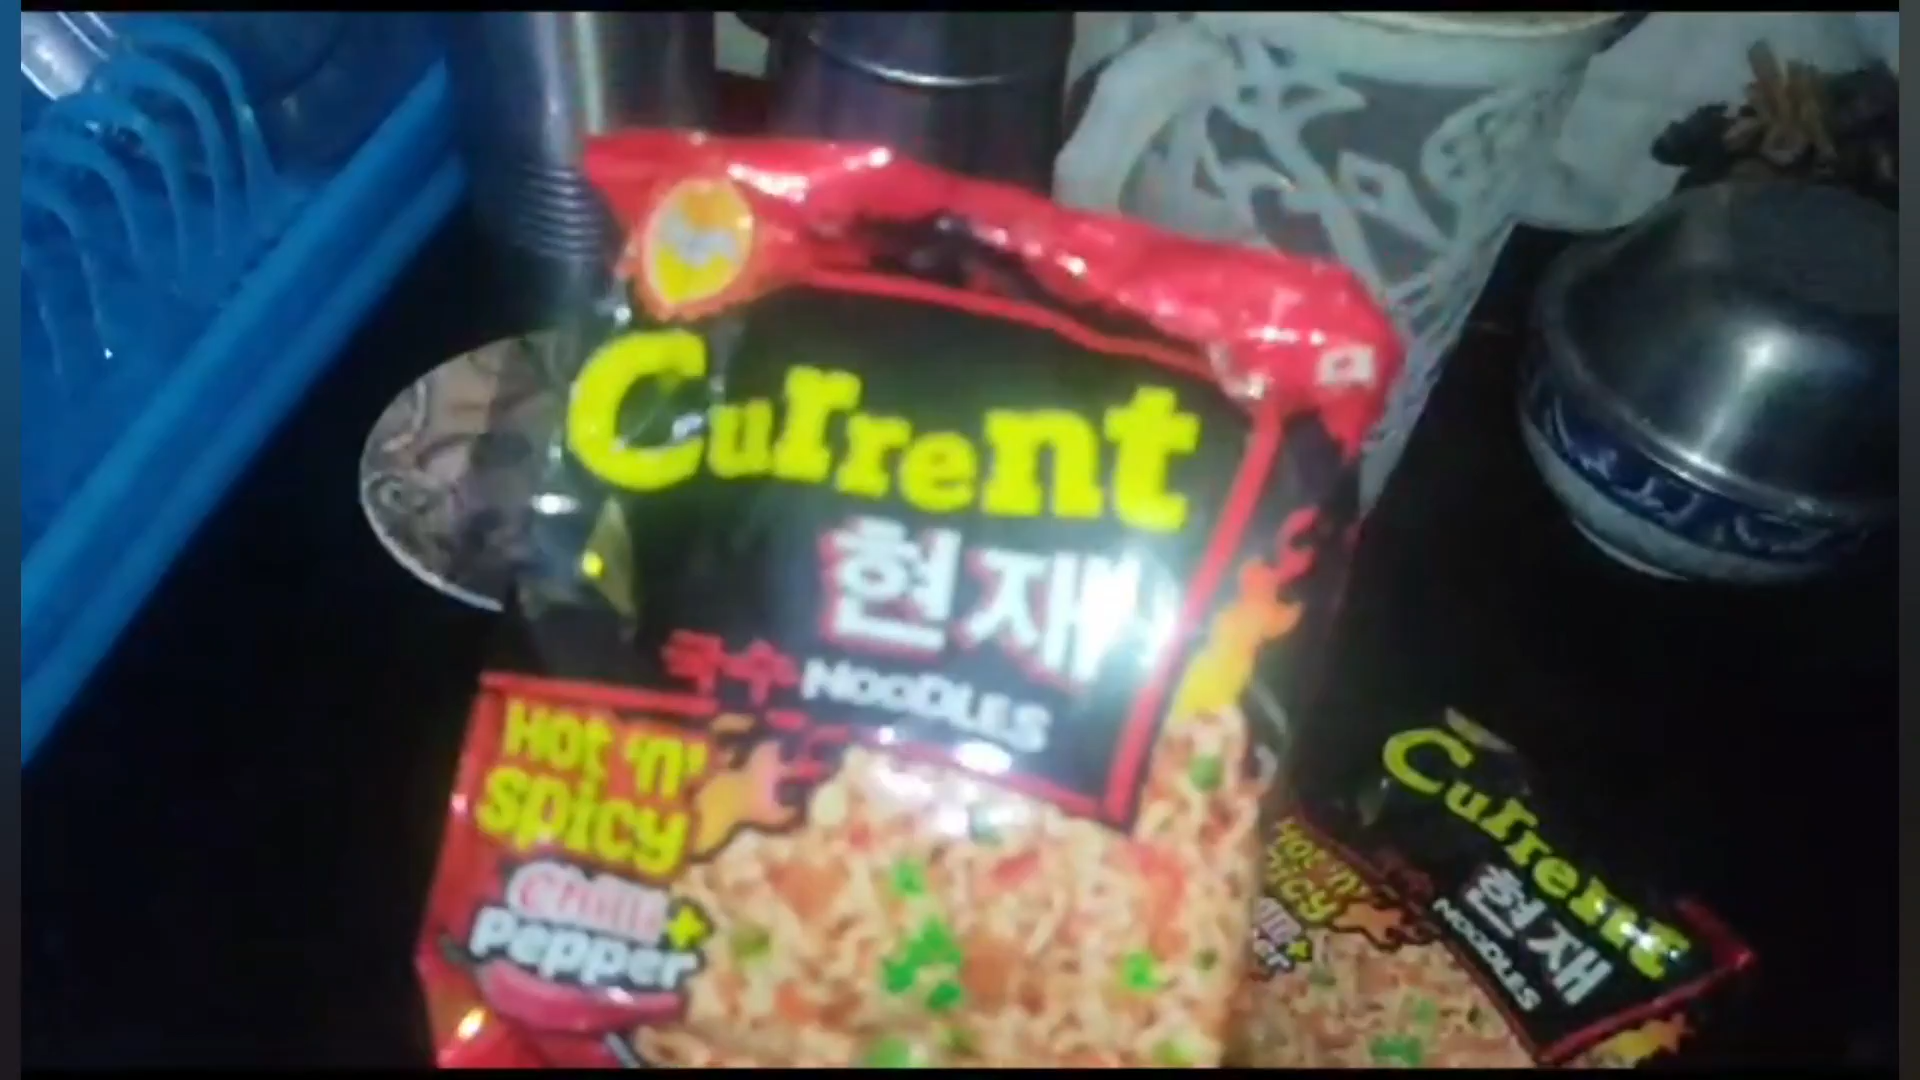 Current
현재
국수 NOODLES
Hot 'n'
spicy
Chilli+
Pepper
Current
현재
NOODLES
Hot 'n'